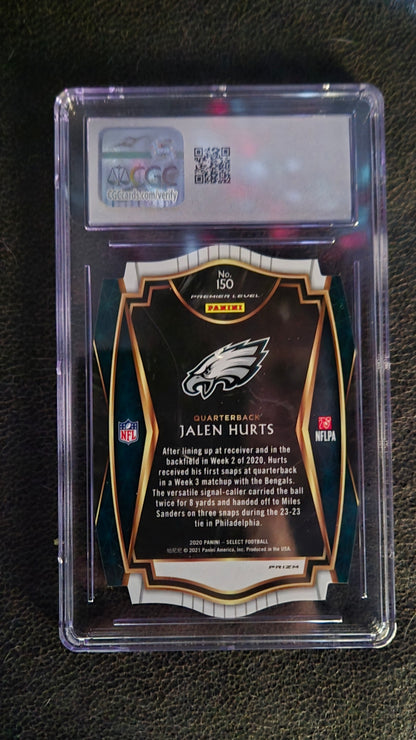 CGC
CGCcards.com/verify
No.
150
PREMIER LEVEL
PANINI
QUARTERBACK
JALEN HURTS
NFL
NFLPA
After lining up at receiver and in the
backfield in Week 2 of 2020, Hurts
received his first snaps at quarterback
in a Week 3 matchup with the Bengals.
The versatile signal-caller carried the ball
twice for 8 yards and handed off to Miles
Sanders on three snaps during the 23-23
tie in Philadelphia.
2020 PANINI – SELECT FOOTBALL
© 2021 Panini America, Inc. Produced in the USA.
PRIZM